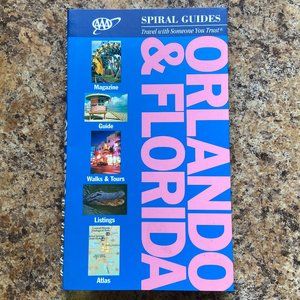 AAA
SPIRAL GUIDES
Travel with Someone You Trust®
Magazine
Guide
Walks & Tours
Listings
Atlas
ORLANDO
& FLORIDA